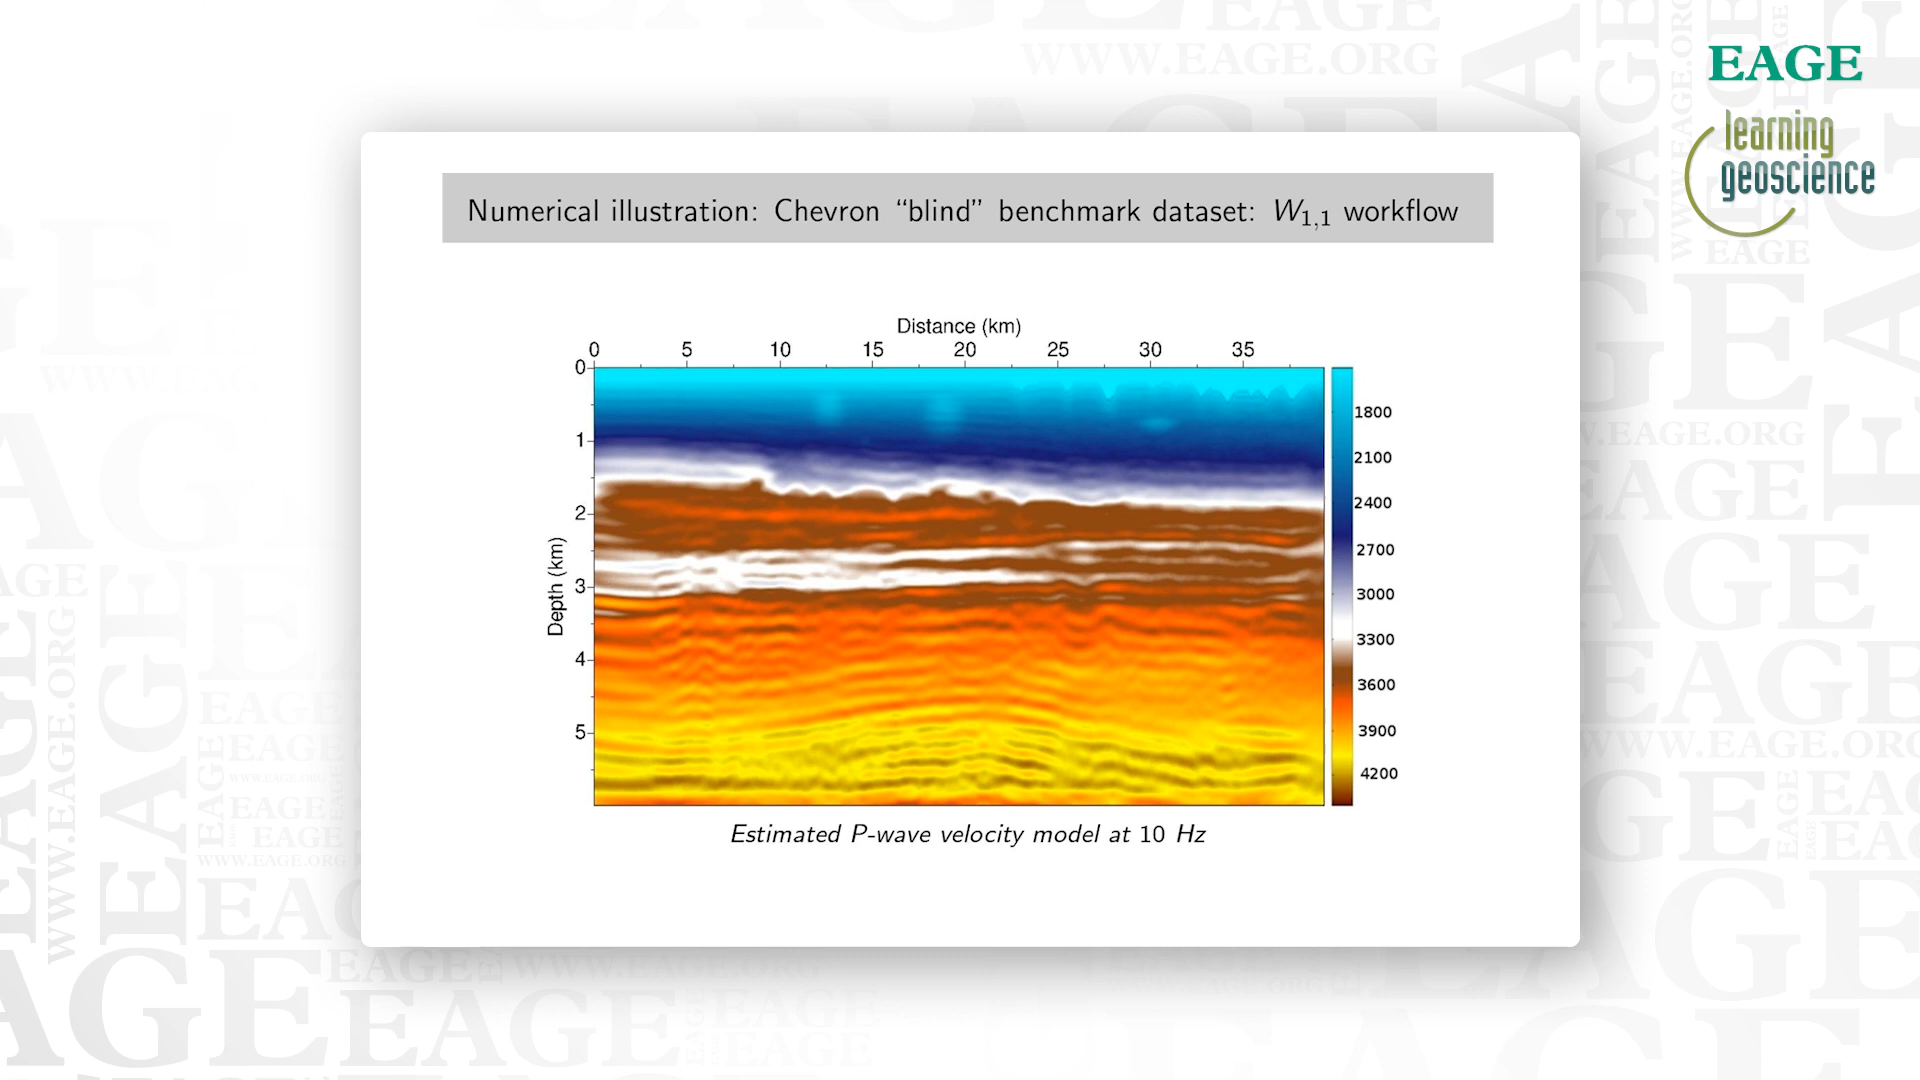 EAGE
learning
geoscience
Numerical illustration: Chevron “blind” benchmark dataset: W1,1 workflow
Distance (km)
0 5 10 15 20 25 30 35
0
1
2
3
4
5
Depth (km)
1800
2100
2400
2700
3000
3300
3600
3900
4200
Estimated P-wave velocity model at 10 Hz